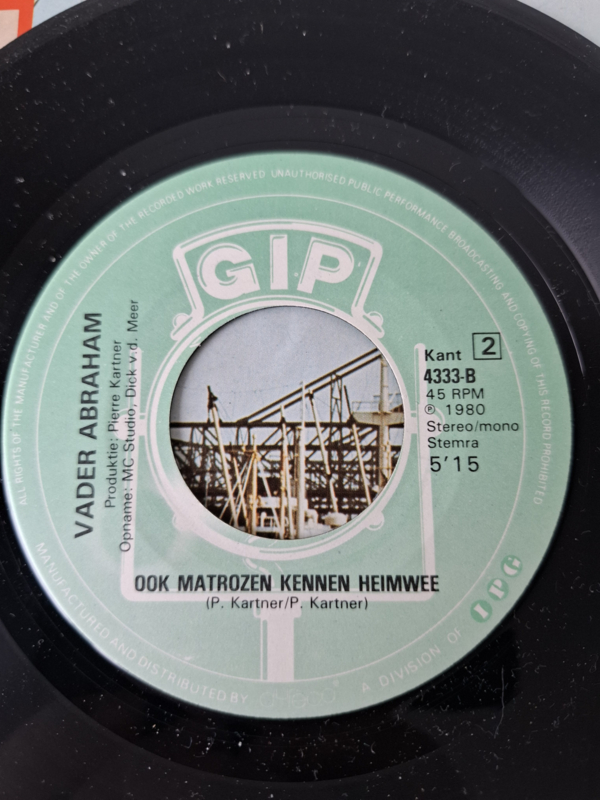 ALL RIGHTS OF THE MANUFACTURER AND OF THE OWNER OF THE RECORDED WORK RESERVED UNAUTHORISED PUBLIC PERFORMANCE BROADCASTING AND COPYING OF THIS RECORD PROHIBITED
GIP
VADER ABRAHAM
Produktie: Pierre Kartner
Opname: MC Studio, Dick v.d. Meer
Kant 2
4333-B
45 RPM
℗ 1980
Stereo/mono
Stemra
5'15
OOK MATROZEN KENNEN HEIMWEE
(P. Kartner/P. Kartner)
MANUFACTURED AND DISTRIBUTED BY
A DIVISION OF IPG